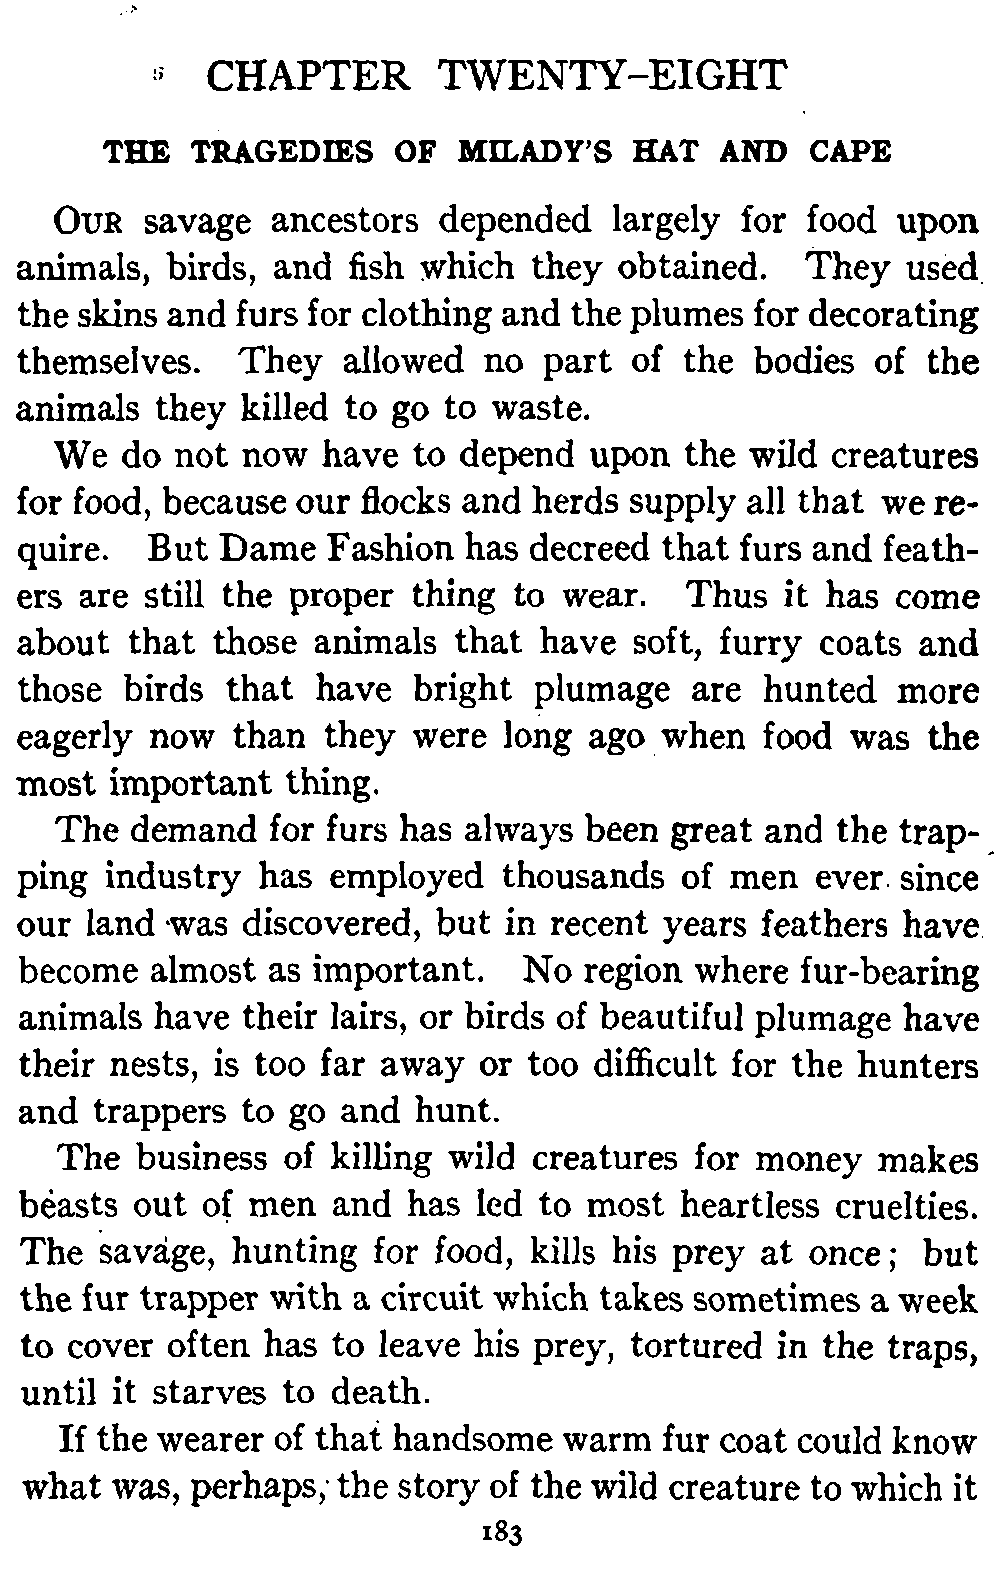 CHAPTER TWENTY-EIGHT
THE TRAGEDIES OF MILADY'S HAT AND CAPE
OUR savage ancestors depended largely for food upon
animals, birds, and fish which they obtained. They used
the skins and furs for clothing and the plumes for decorating
themselves. They allowed no part of the bodies of the
animals they killed to go to waste.
We do not now have to depend upon the wild creatures
for food, because our flocks and herds supply all that we re-
quire. But Dame Fashion has decreed that furs and feath-
ers are still the proper thing to wear. Thus it has come
about that those animals that have soft, furry coats and
those birds that have bright plumage are hunted more
eagerly now than they were long ago when food was the
most important thing.
The demand for furs has always been great and the trap-
ping industry has employed thousands of men ever since
our land was discovered, but in recent years feathers have
become almost as important. No region where fur-bearing
animals have their lairs, or birds of beautiful plumage have
their nests, is too far away or too difficult for the hunters
and trappers to go and hunt.
The business of killing wild creatures for money makes
beasts out of men and has led to most heartless cruelties.
The savage, hunting for food, kills his prey at once; but
the fur trapper with a circuit which takes sometimes a week
to cover often has to leave his prey, tortured in the traps,
until it starves to death.
If the wearer of that handsome warm fur coat could know
what was, perhaps, the story of the wild creature to which it
183